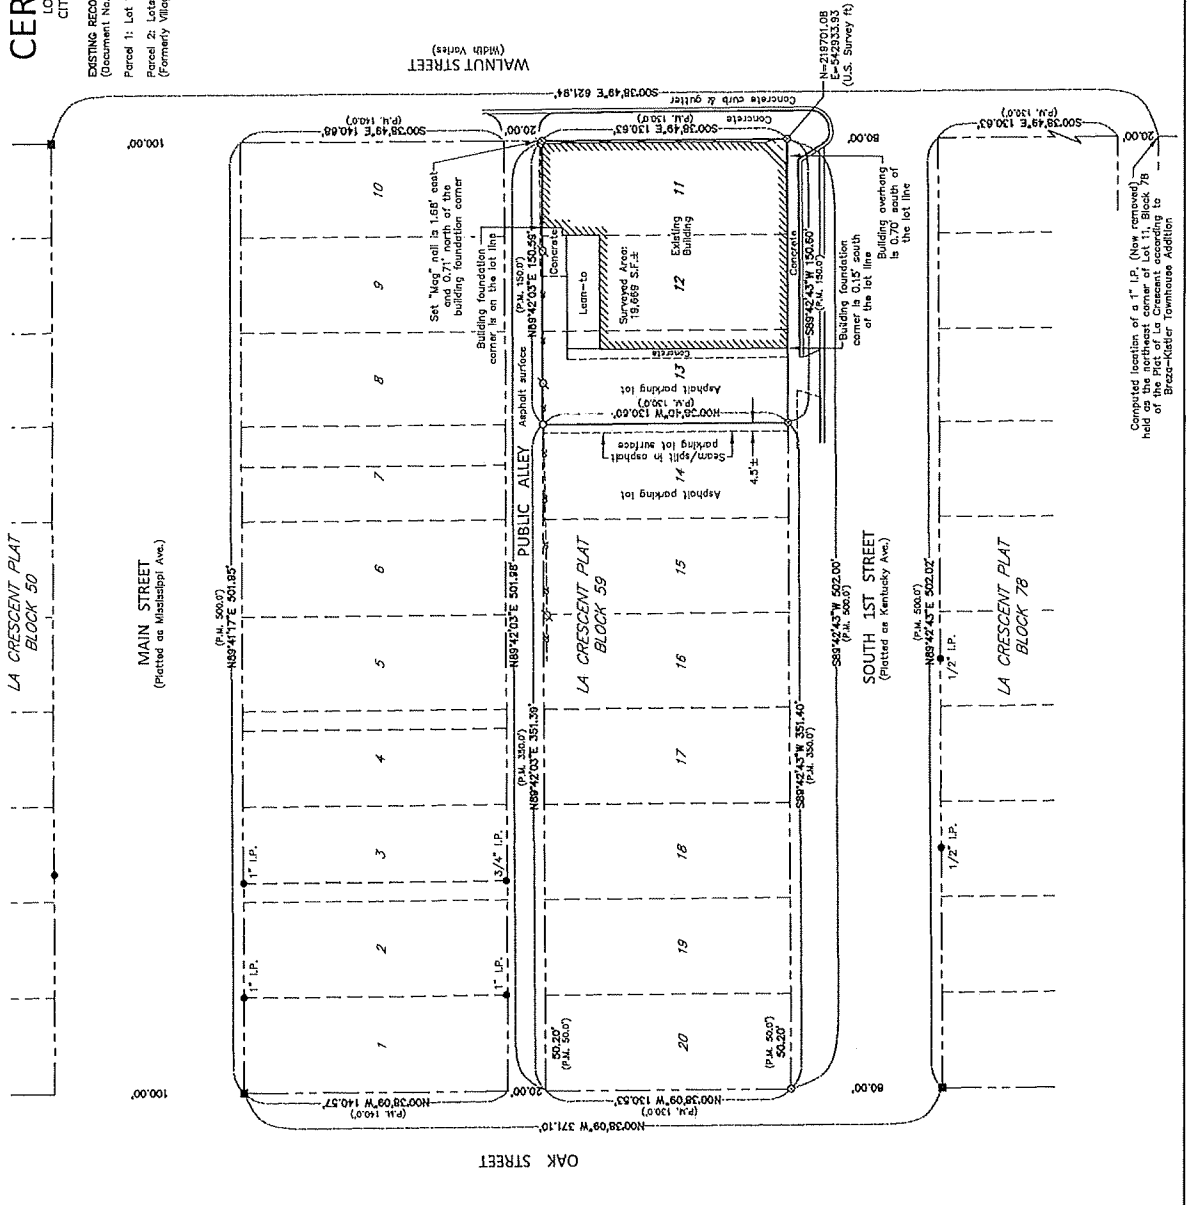 CER
LO
CIT
EXISTING RECO
(Document No.
Parcel 1: Lot
Parcel 2: Lots
(Formerly Villag
WALNUT STREET
(Width Varies)
S00°38'49"E 621.94'
Concrete curb & gutter
N=219701.08
E=542933.93
(U.S. Survey ft)
100.00'
S00°38'49"E 140.68'
(P.M. 140.0')
20.00'
Concrete
(P.M. 130.0')
S00°38'49"E 130.63'
80.00'
S00°38'49"E 130.63'
(P.M. 130.0')
20.00'
Set "Mag" nail is 1.68' east
and 0.71' north of the
building foundation corner
Building foundation
corner is on the lot line
Building overhang
is 0.70' south of
the lot line
Building foundation
corner is 0.15' south
of the lot line
Computed location of a 1" I.P. (Now removed)
held as the northeast corner of Lot 11, Block 78
of the Plat of La Crescent according to
Breza-Kistler Townhouse Addition
10
9
8
7
6
5
4
3
2
1
11
Existing
Building
12
Surveyed Area:
19,669 S.F.±
Lean-to
Concrete
Concrete
Concrete
13
Asphalt parking lot
(P.M. 150.0')
N89°42'03"E 150.59'
S89°42'43"W 150.60'
(P.M. 150.0')
Asphalt surface
(P.M. 130.0')
N00°38'40"W 130.60'
Seam/split in asphalt
parking lot surface
4.5'±
14
Asphalt parking lot
15
16
17
18
19
20
LA CRESCENT PLAT
BLOCK 50
MAIN STREET
(Platted as Mississippi Ave.)
(P.M. 500.0')
N89°41'17"E 501.95'
PUBLIC ALLEY
N89°42'03"E 501.98'
(P.M. 350.0')
N89°42'03"E 351.39'
LA CRESCENT PLAT
BLOCK 59
S89°42'43"W 351.40'
(P.M. 350.0')
S89°42'43"W 502.00'
(P.M. 500.0')
SOUTH 1ST STREET
(Platted as Kentucky Ave.)
(P.M. 500.0')
N89°42'43"E 502.02'
LA CRESCENT PLAT
BLOCK 78
1/2" I.P.
1/2" I.P.
1" I.P.
3/4" I.P.
1" I.P.
1" I.P.
50.20'
(P.M. 50.0')
(P.M. 50.0')
50.20'
100.00'
N00°38'09"W 140.57'
(P.M. 140.0')
20.00'
N00°38'09"W 130.53'
(P.M. 130.0')
80.00'
N00°38'09"W 371.10'
OAK STREET